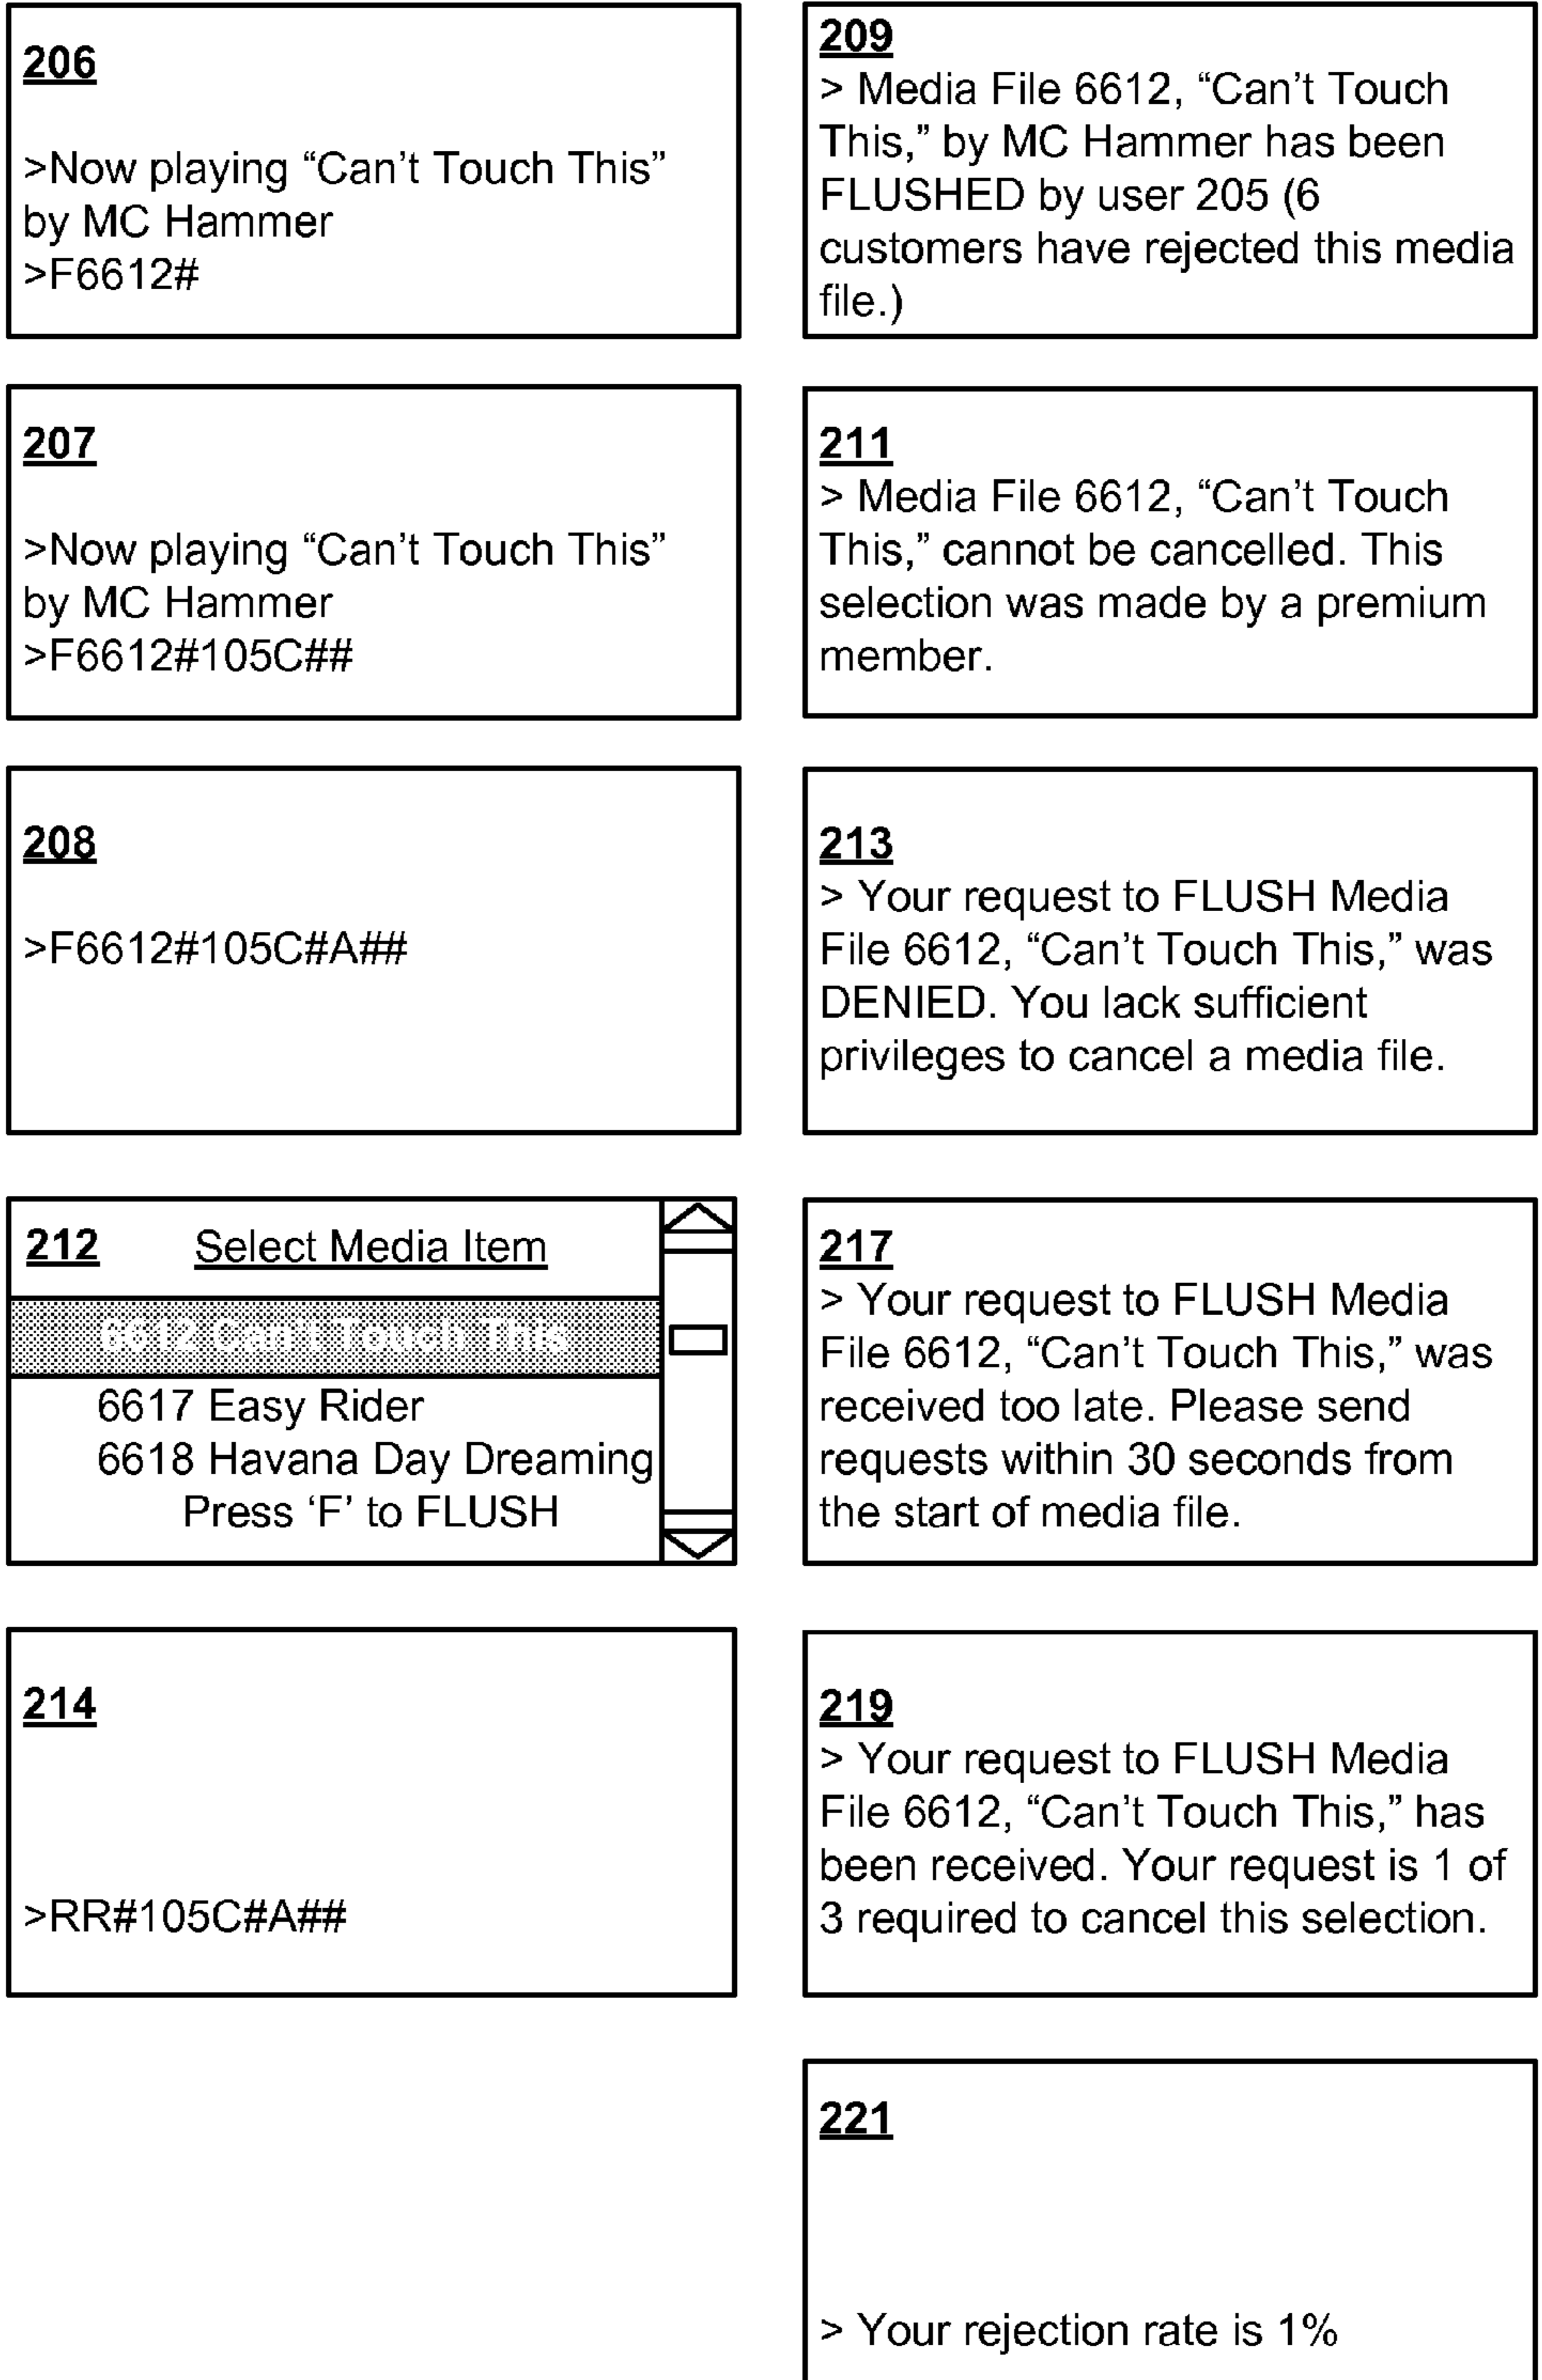 206
>Now playing “Can’t Touch This”
by MC Hammer
>F6612#
209
> Media File 6612, “Can’t Touch
This,” by MC Hammer has been
FLUSHED by user 205 (6
customers have rejected this media
file.)
207
>Now playing “Can’t Touch This”
by MC Hammer
>F6612#105C##
211
> Media File 6612, “Can’t Touch
This,” cannot be cancelled. This
selection was made by a premium
member.
208
>F6612#105C#A##
213
> Your request to FLUSH Media
File 6612, “Can’t Touch This,” was
DENIED. You lack sufficient
privileges to cancel a media file.
212 Select Media Item
6612 Can’t Touch This
6617 Easy Rider
6618 Havana Day Dreaming
Press ‘F’ to FLUSH
217
> Your request to FLUSH Media
File 6612, “Can’t Touch This,” was
received too late. Please send
requests within 30 seconds from
the start of media file.
214
>RR#105C#A##
219
> Your request to FLUSH Media
File 6612, “Can’t Touch This,” has
been received. Your request is 1 of
3 required to cancel this selection.
221
> Your rejection rate is 1%